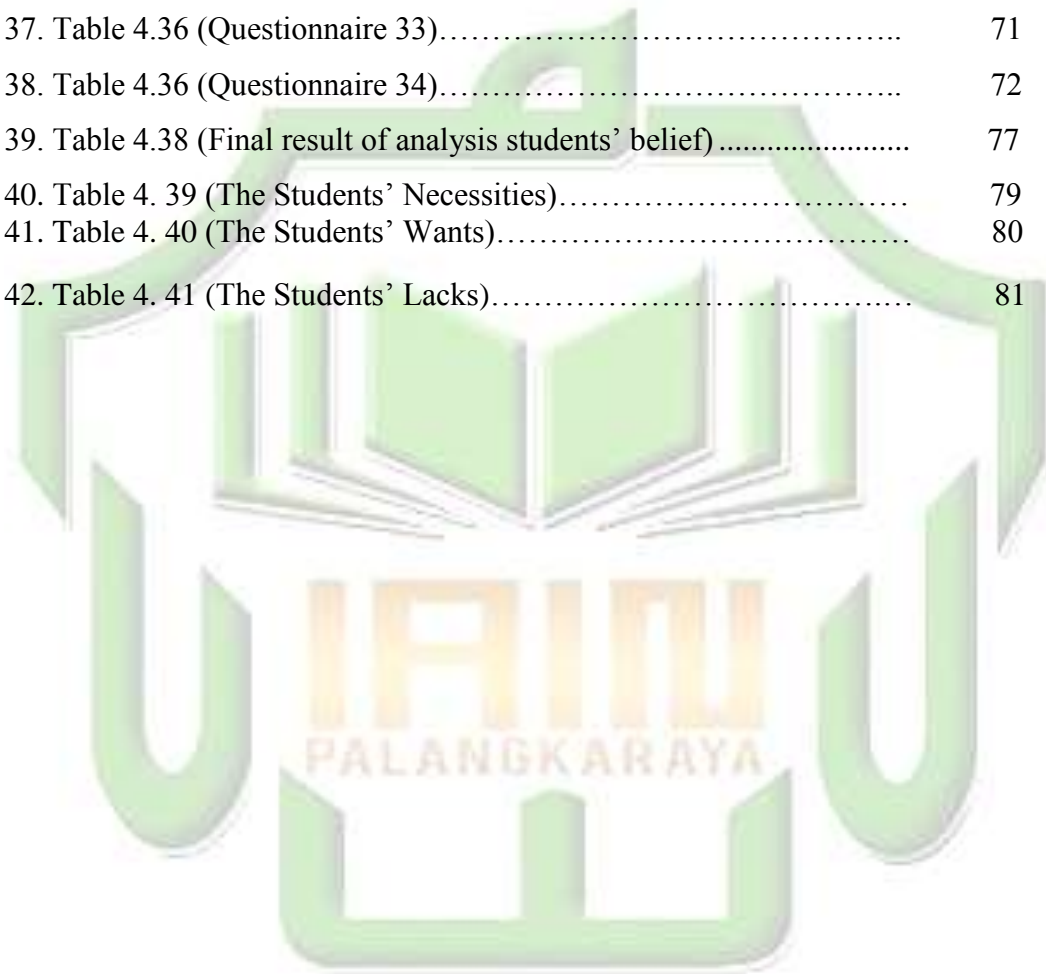 37. Table 4.36 (Questionnaire 33)……………………………………….. 71
38. Table 4.36 (Questionnaire 34)……………………………………….. 72
39. Table 4.38 (Final result of analysis students’ belief) ....................... 77
40. Table 4. 39 (The Students’ Necessities)…………………………… 79
41. Table 4. 40 (The Students’ Wants)………………………………… 80
42. Table 4. 41 (The Students’ Lacks)………………………………..… 81
IAIN
PALANGKARAYA